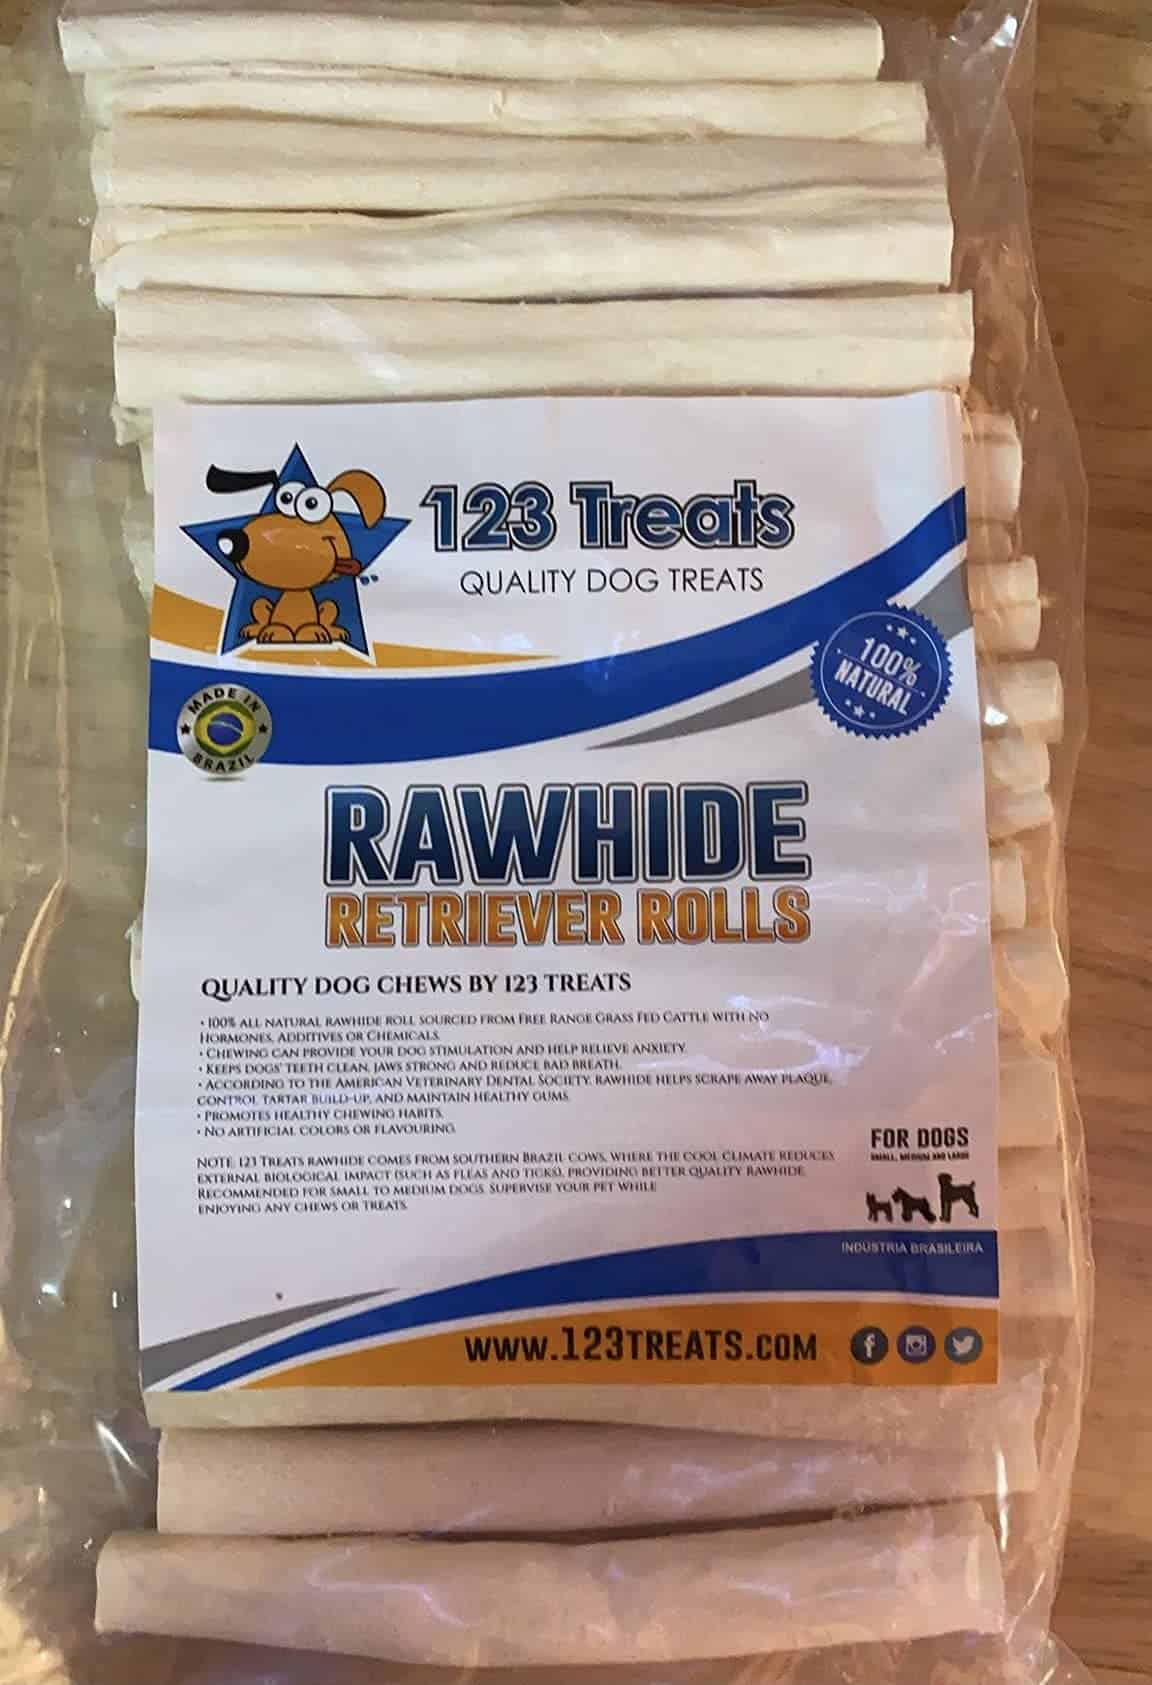 123 Treats
QUALITY DOG TREATS
100%
NATURAL
MADE IN
BRAZIL
RAWHIDE
RETRIEVER ROLLS
QUALITY DOG CHEWS BY 123 TREATS
• 100% ALL NATURAL RAWHIDE ROLL SOURCED FROM FREE RANGE GRASS FED CATTLE WITH NO
HORMONES, ADDITIVES OR CHEMICALS.
• CHEWING CAN PROVIDE YOUR DOG STIMULATION AND HELP RELIEVE ANXIETY.
• KEEPS DOGS' TEETH CLEAN, JAWS STRONG AND REDUCE BAD BREATH.
• ACCORDING TO THE AMERICAN VETERINARY DENTAL SOCIETY, RAWHIDE HELPS SCRAPE AWAY PLAQUE,
CONTROL TARTAR BUILD-UP, AND MAINTAIN HEALTHY GUMS.
• PROMOTES HEALTHY CHEWING HABITS.
• NO ARTIFICIAL COLORS OR FLAVOURING.
NOTE: 123 TREATS RAWHIDE COMES FROM SOUTHERN BRAZIL COWS, WHERE THE COOL CLIMATE REDUCES
EXTERNAL BIOLOGICAL IMPACT (SUCH AS FLEAS AND TICKS), PROVIDING BETTER QUALITY RAWHIDE.
RECOMMENDED FOR SMALL TO MEDIUM DOGS. SUPERVISE YOUR PET WHILE
ENJOYING ANY CHEWS OR TREATS.
FOR DOGS
SMALL, MEDIUM AND LARGE
INDÚSTRIA BRASILEIRA
WWW.123TREATS.COM